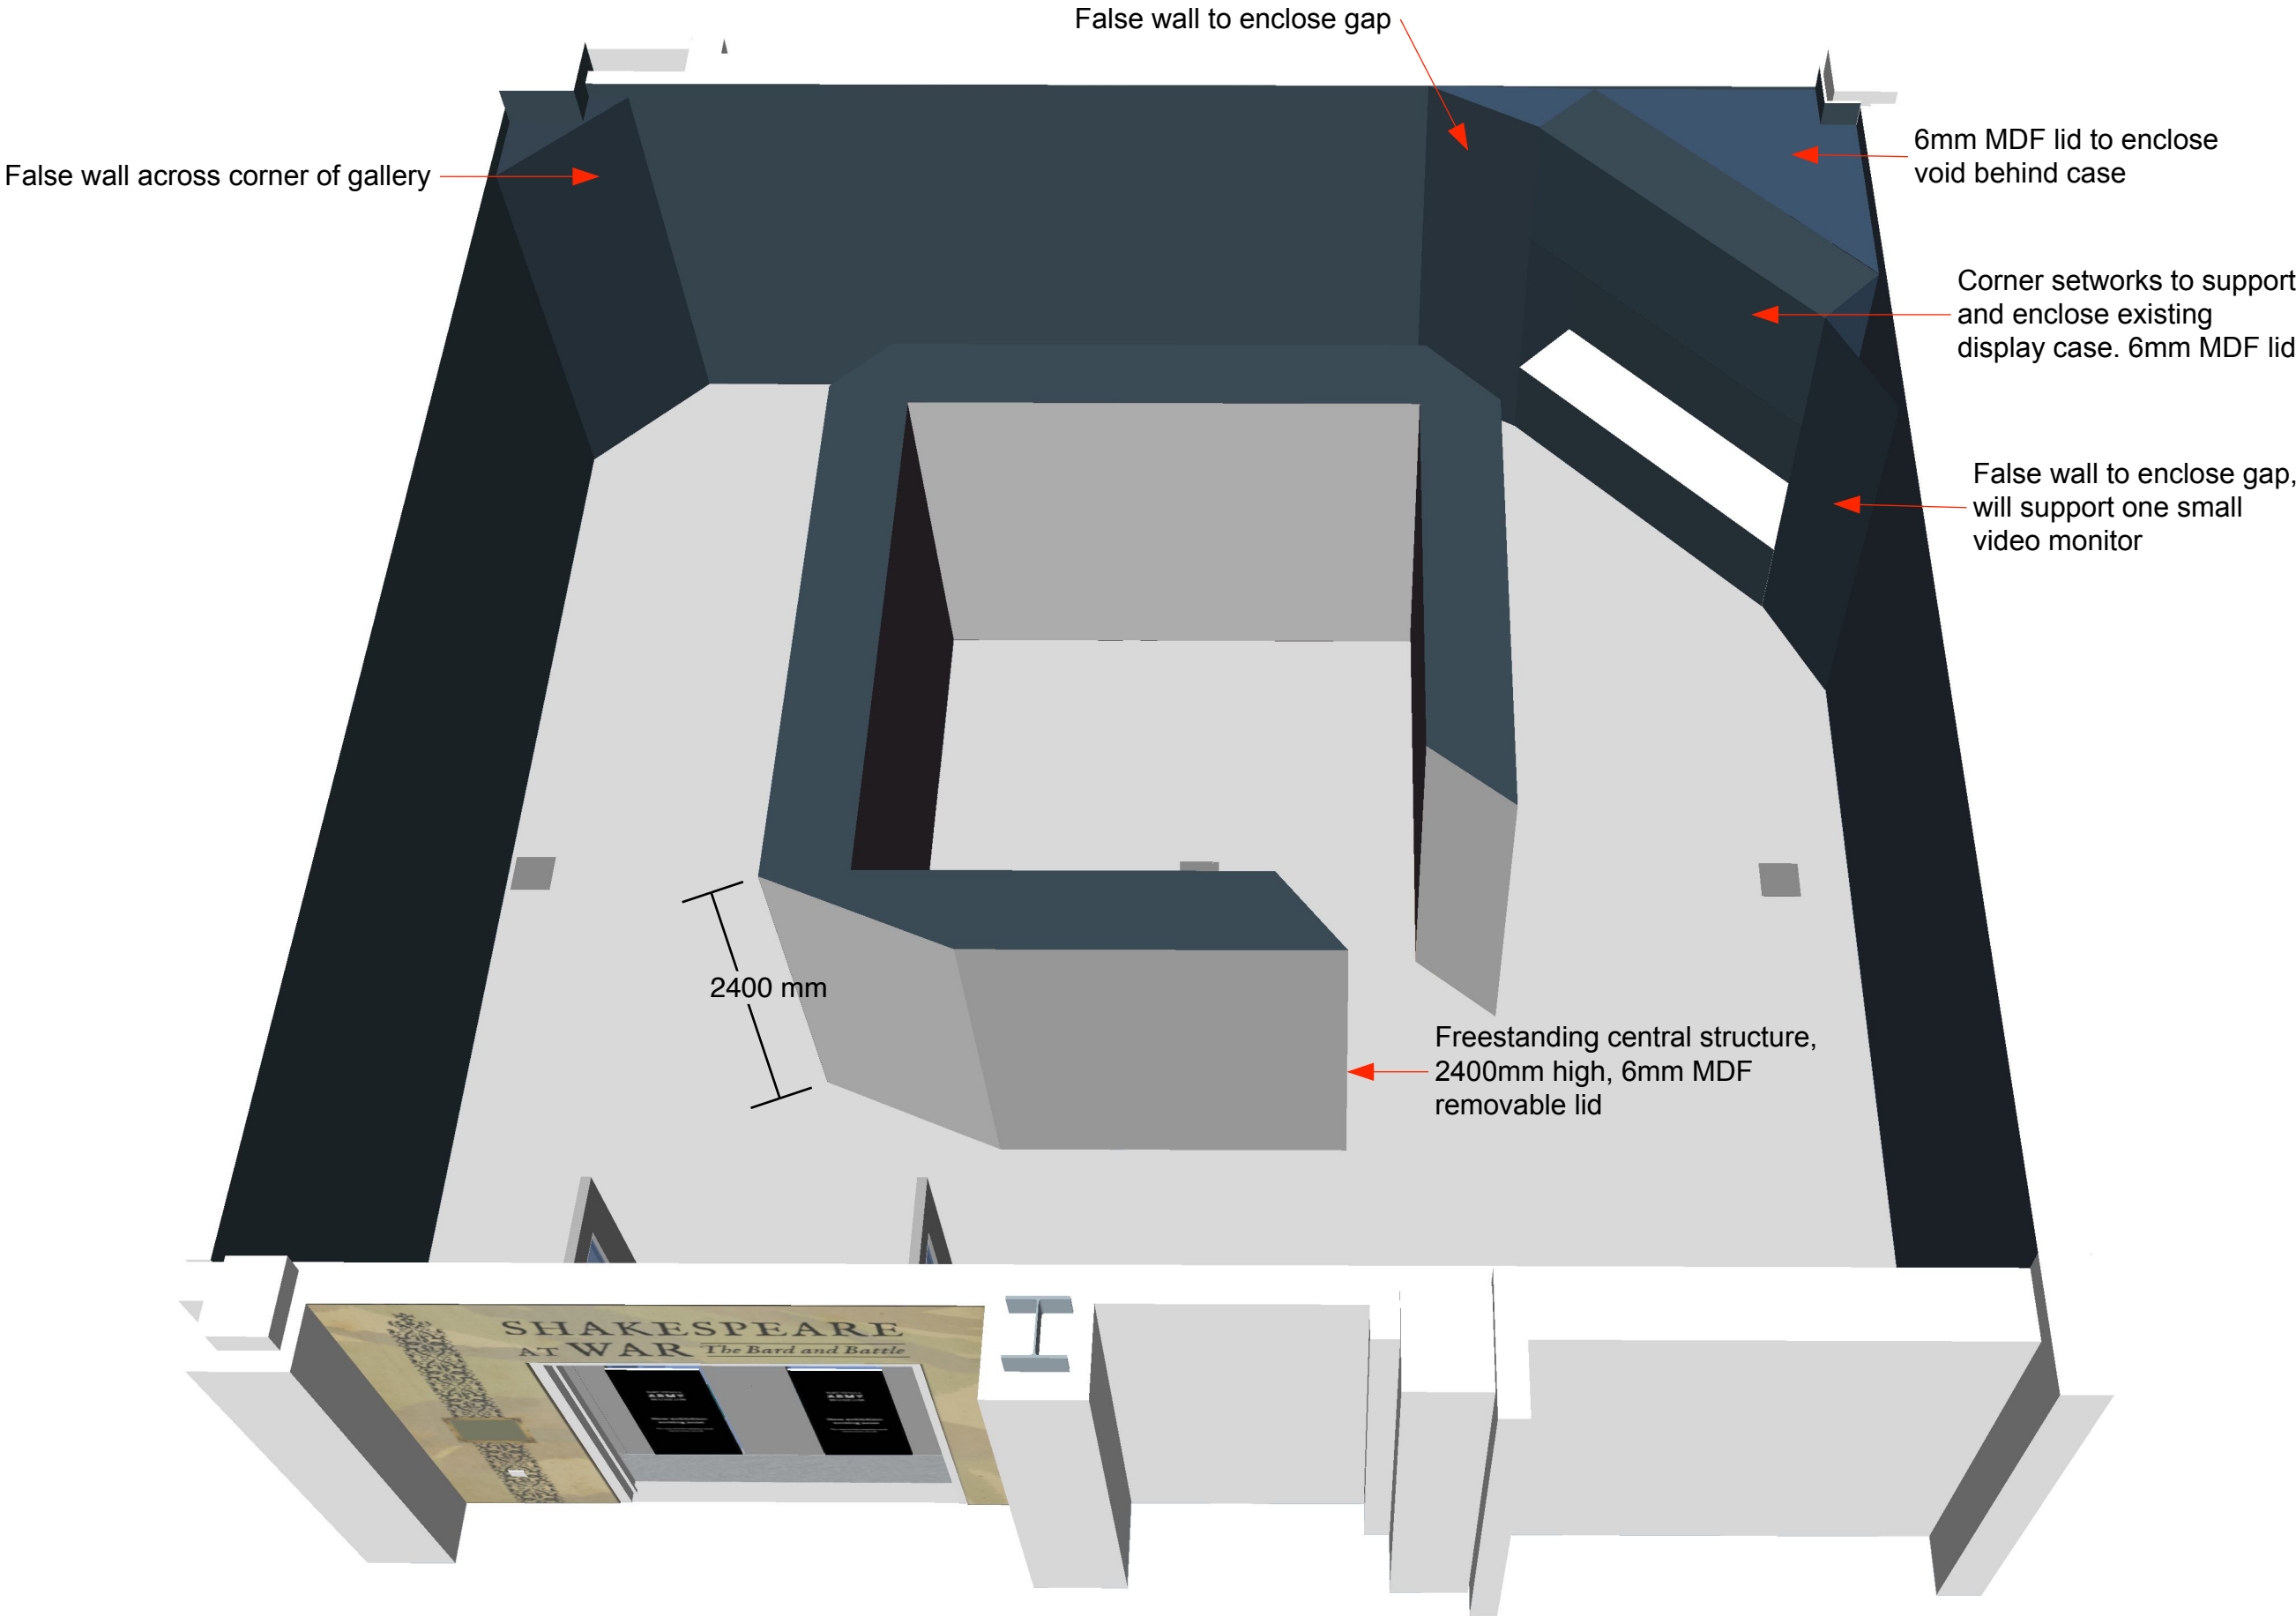 False wall to enclose gap
False wall across corner of gallery
6mm MDF lid to enclose
void behind case
Corner setworks to support
and enclose existing
display case. 6mm MDF lid
False wall to enclose gap,
will support one small
video monitor
2400 mm
Freestanding central structure,
2400mm high, 6mm MDF
removable lid
SHAKESPEARE
AT WAR The Bard and Battle
ARMY
ARMY